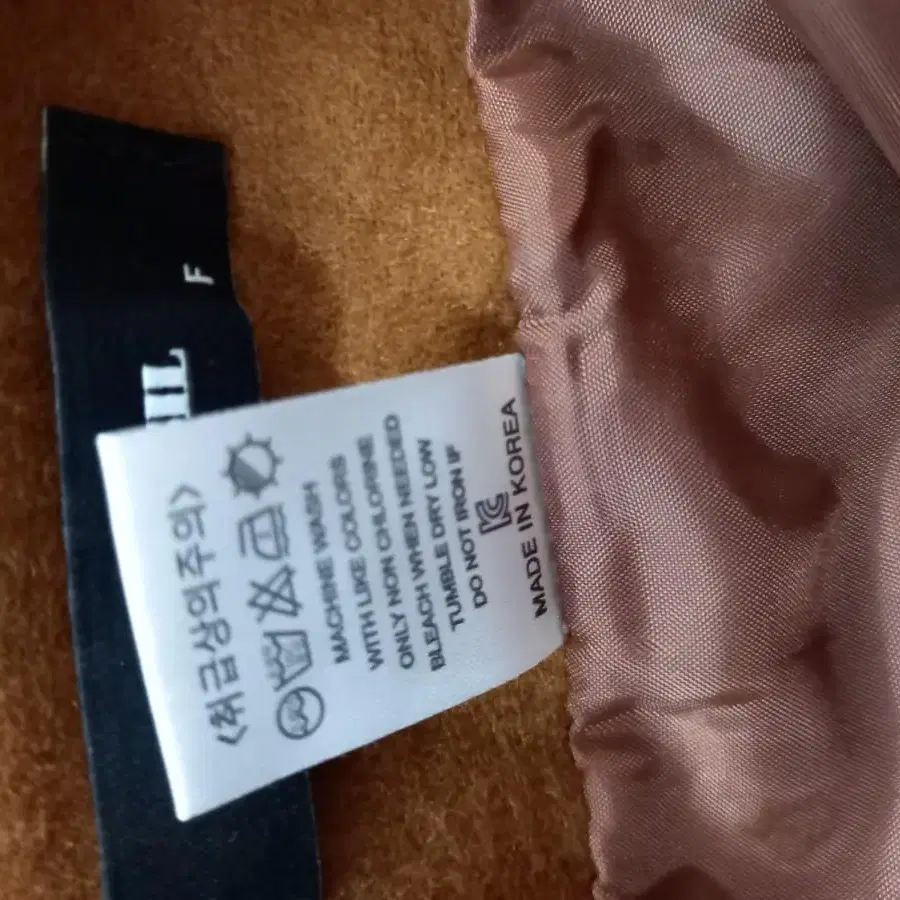 F
<취급상의주의>
MACHINE WASH
WITH LIKE COLORS
ONLY NON CHLORINE
BLEACH WHEN NEEDED
TUMBLE DRY LOW
DO NOT IRON IF
KC
MADE IN KOREA